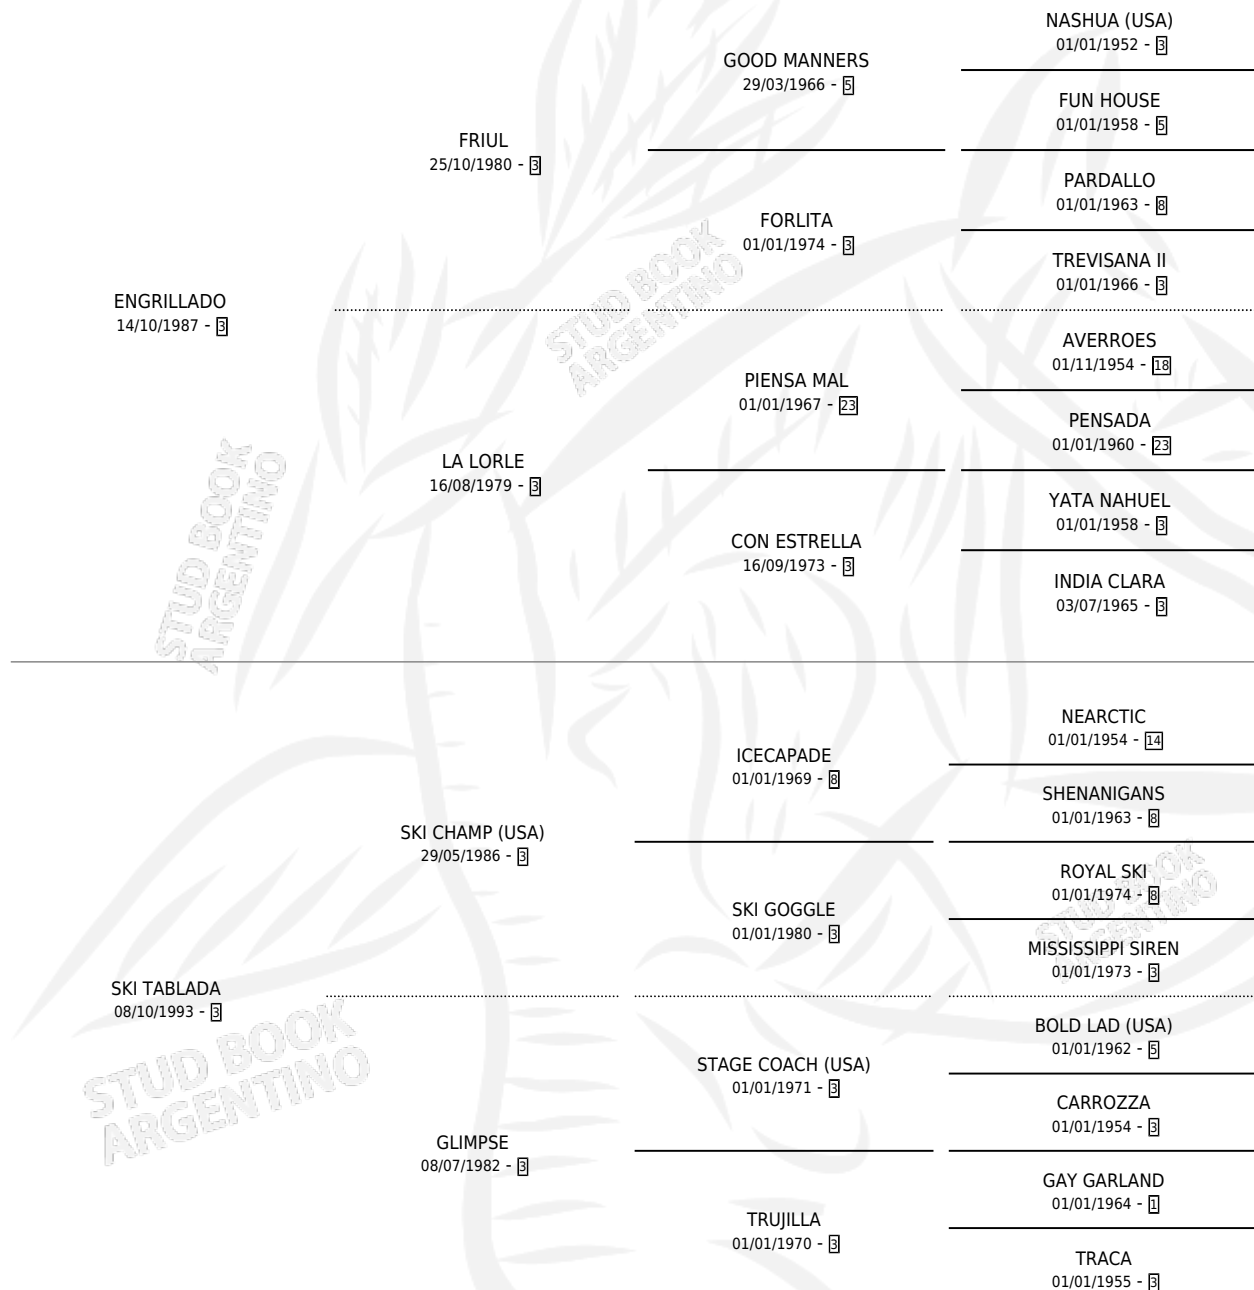 NASHUA (USA)
01/01/1952 - 3
GOOD MANNERS
29/03/1966 - 5
FUN HOUSE
01/01/1958 - 5
FRIUL
25/10/1980 - 3
PARDALLO
01/01/1963 - 8
FORLITA
01/01/1974 - 3
TREVISANA II
01/01/1966 - 3
ENGRILLADO
14/10/1987 - 3
STUD BOOK
ARGENTINO
AVERROES
01/11/1954 - 18
PIENSA MAL
01/01/1967 - 23
PENSADA
01/01/1960 - 23
LA LORLE
16/08/1979 - 3
YATA NAHUEL
01/01/1958 - 3
CON ESTRELLA
16/09/1973 - 3
INDIA CLARA
03/07/1965 - 3
STUD BOOK
ARGENTINO
NEARCTIC
01/01/1954 - 14
ICECAPADE
01/01/1969 - 8
SHENANIGANS
01/01/1963 - 8
SKI CHAMP (USA)
29/05/1986 - 3
ROYAL SKI
01/01/1974 - 8
SKI GOGGLE
01/01/1980 - 3
STUD BOOK
ARGENTINO
MISSISSIPPI SIREN
01/01/1973 - 3
SKI TABLADA
08/10/1993 - 3
STUD BOOK
ARGENTINO
BOLD LAD (USA)
01/01/1962 - 5
STAGE COACH (USA)
01/01/1971 - 3
CARROZZA
01/01/1954 - 3
GLIMPSE
08/07/1982 - 3
GAY GARLAND
01/01/1964 - 1
TRUJILLA
01/01/1970 - 3
TRACA
01/01/1955 - 3